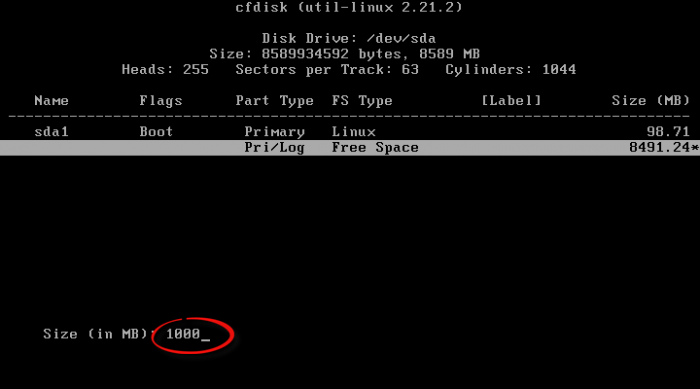 cfdisk (util-linux 2.21.2)
Disk Drive: /dev/sda
Size: 8589934592 bytes, 8589 MB
Heads: 255   Sectors per Track: 63   Cylinders: 1044
Name   Flags   Part Type   FS Type   [Label]   Size (MB)
sda1   Boot   Primary   Linux   98.71
Pri/Log   Free Space   8491.24*
Size (in MB): 1000_